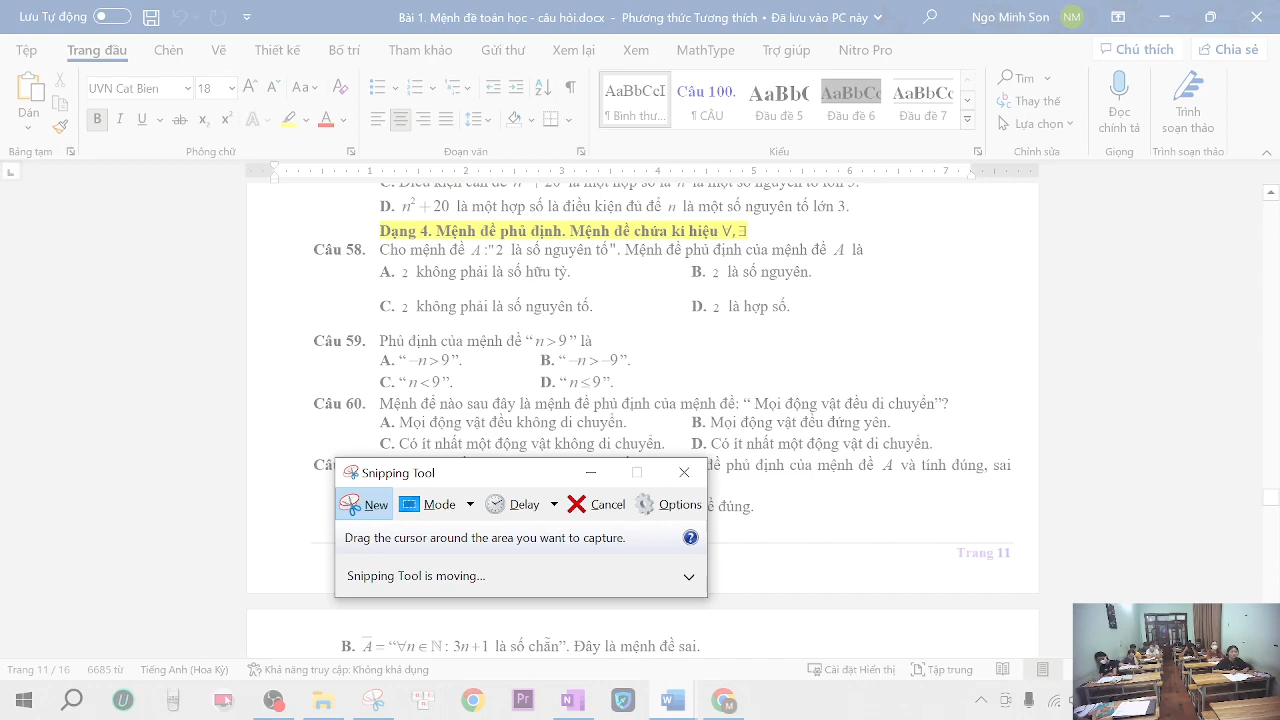 Lưu Tự động
Bài 1. Mệnh đề toán học - câu hỏi.docx - Phương thức Tương thích • Đã lưu vào PC này
Ngo Minh Son
NM
Tệp Trang đầu Chèn Vẽ Thiết kế Bố trí Tham khảo Gửi thư Xem lại Xem MathType Trợ giúp Nitro Pro
Chú thích Chia sẻ
Dán
UVN Cat Bien 18
AaBbCcI Câu 100. AaBbC AaBbCc AaBbCc
¶ Bình thư... ¶ CÂU Đầu đề 5 Đầu đề 6 Đầu đề 7
Tìm
Thay thế
Lựa chọn
Đọc chính tả
Trình soạn thảo
Bảng tạm Phông chữ Đoạn văn Kiểu Chỉnh sửa Giọng Trình soạn thảo
1 2 3 4 5 6 7
D. n² + 20 là một hợp số là điều kiện đủ để n là một số nguyên tố lớn 3.
Dạng 4. Mệnh đề phủ định. Mệnh đề chứa kí hiệu ∀, ∃
Câu 58. Cho mệnh đề A :"2 là số nguyên tố". Mệnh đề phủ định của mệnh đề A là
A. 2 không phải là số hữu tỷ. B. 2 là số nguyên.
C. 2 không phải là số nguyên tố. D. 2 là hợp số.
Câu 59. Phủ định của mệnh đề “ n > 9 ” là
A. “ −n > 9 ”. B. “ −n > −9 ”.
C. “ n < 9 ”. D. “ n ≤ 9 ”.
Câu 60. Mệnh đề nào sau đây là mệnh đề phủ định của mệnh đề: “ Mọi động vật đều di chuyển”?
A. Mọi động vật đều không di chuyển. B. Mọi động vật đều đứng yên.
C. Có ít nhất một động vật không di chuyển. D. Có ít nhất một động vật di chuyển.
đề phủ định của mệnh đề A và tính đúng, sai
đề đúng.
Snipping Tool
New Mode Delay Cancel Options
Drag the cursor around the area you want to capture.
Snipping Tool is moving...
Trang 11
B. A̅ = “∀n ∈ ℕ : 3n + 1 là số chẵn”. Đây là mệnh đề sai.
Trang 11 / 16 6685 từ Tiếng Anh (Hoa Kỳ) Khả năng truy cập: Không khả dụng Cài đặt Hiển thị Tập trung